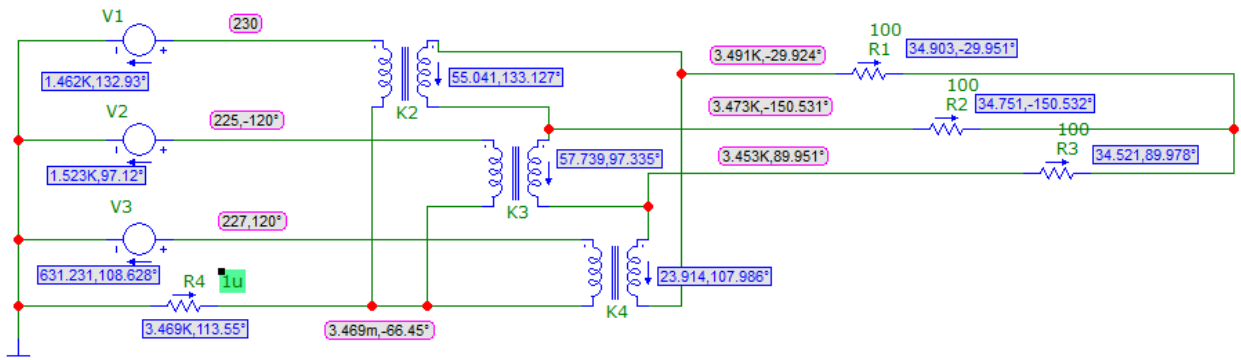 V1
230
1.462K,132.93°
55.041,133.127°
K2
3.491K,-29.924°
100
R1
34.903,-29.951°
V2
225,-120°
1.523K,97.12°
57.739,97.335°
K3
3.473K,-150.531°
100
R2
34.751,-150.532°
3.453K,89.951°
100
R3
34.521,89.978°
V3
227,120°
631.231,108.628°
23.914,107.986°
K4
R4
1u
3.469K,113.55°
3.469m,-66.45°